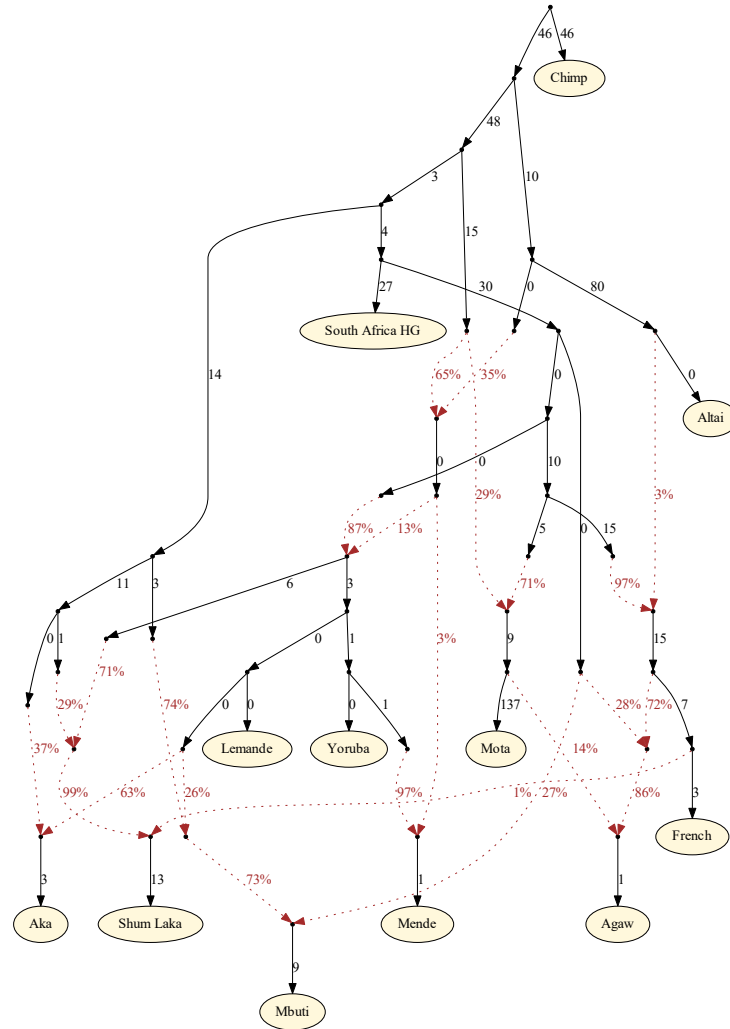 46 46
Chimp
48
3 10
15
4
27 30 0 80
South Africa HG
65% 35% 0 0
14
Altai
0 0 10
29% 3%
87% 13% 5 0 15
11 3 6 3 71% 97%
0 1 0 1 3% 9 15
71%
29% 74% 0 0 0 1 137 28% 72% 7
37% Lemande Yoruba Mota 14%
99% 63% 26% 97% 1% 27% 86% 3
French
3 13 73% 1 1
Aka Shum Laka Mende Agaw
9
Mbuti